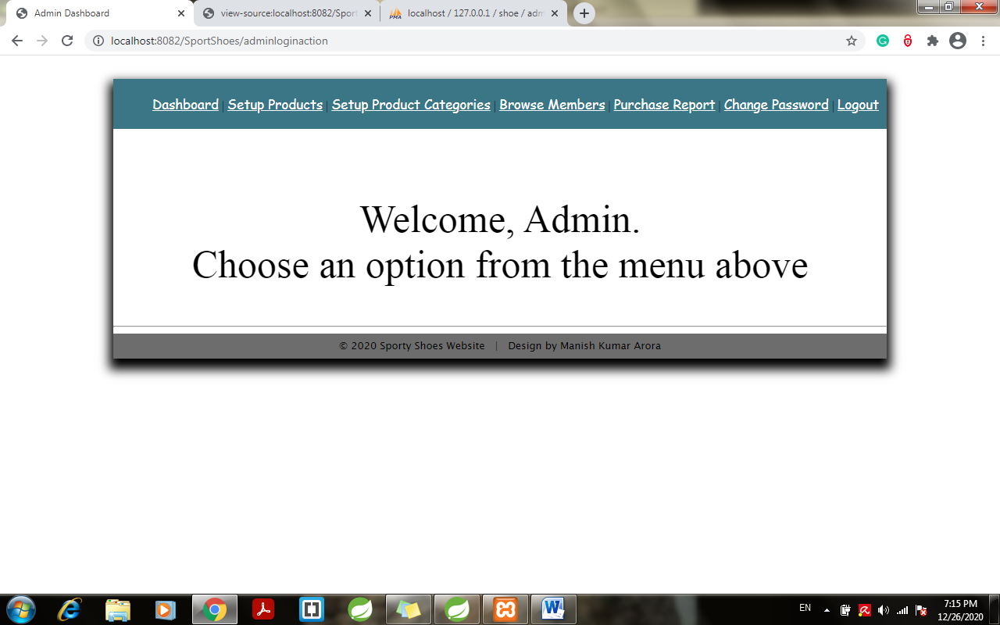 Admin Dashboard
view-source:localhost:8082/Sport
localhost / 127.0.0.1 / shoe / adm
localhost:8082/SportShoes/adminloginaction
Dashboard | Setup Products | Setup Product Categories | Browse Members | Purchase Report | Change Password | Logout
Welcome, Admin.
Choose an option from the menu above
© 2020 Sporty Shoes Website | Design by Manish Kumar Arora
EN
7:15 PM
12/26/2020